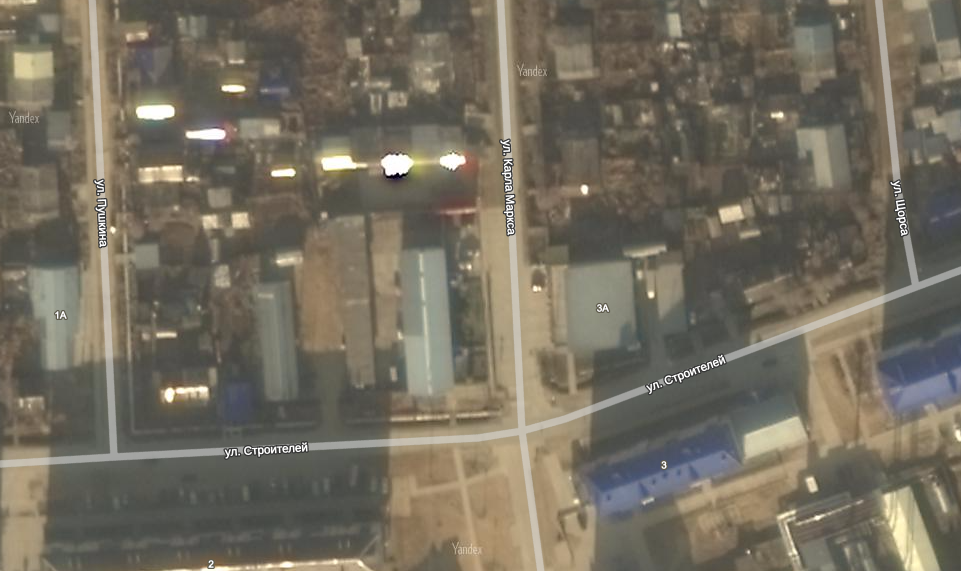 Yandex
Yandex
ул. Пушкина
ул. Карла Маркса
ул. Щорса
1А
3А
ул. Строителей
ул. Строителей
3
Yandex
2